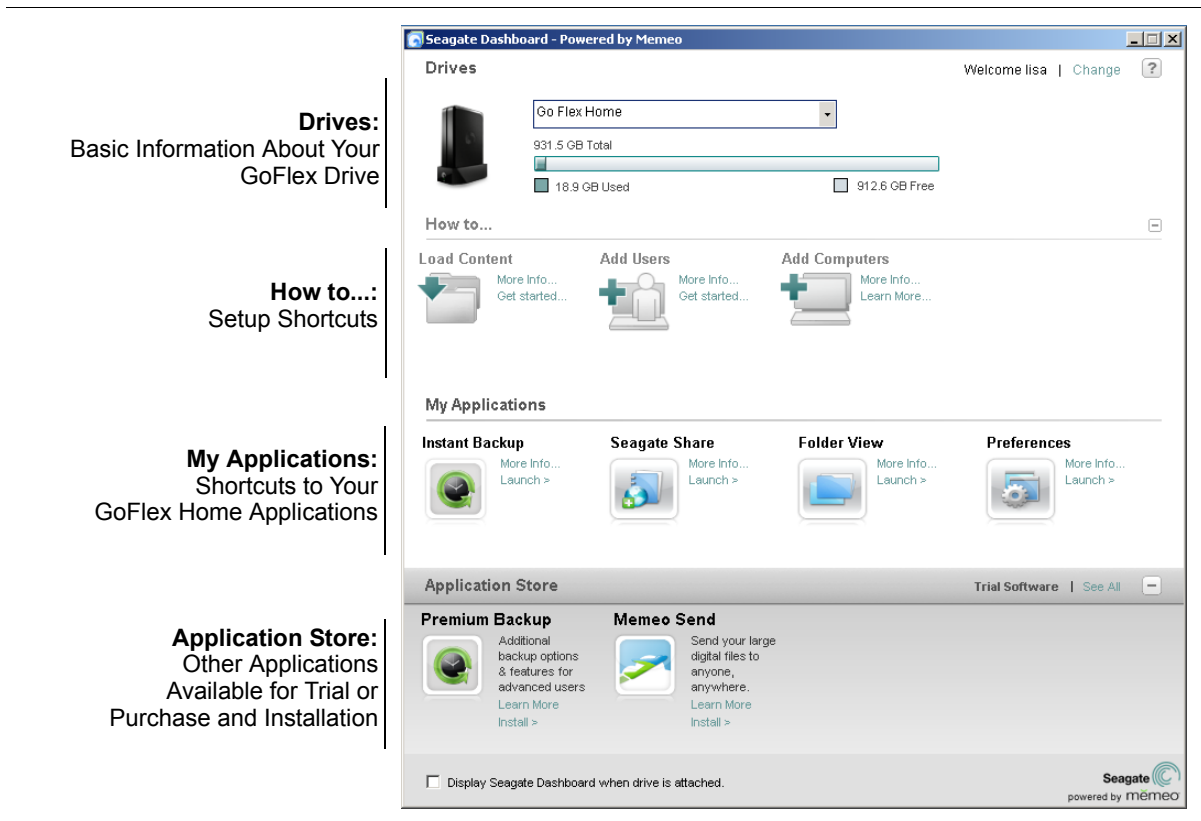 Seagate Dashboard - Powered by Memeo
Drives
Welcome lisa | Change ?
Drives:
Basic Information About Your
GoFlex Drive
Go Flex Home
931.5 GB Total
18.9 GB Used
912.6 GB Free
How to...
How to...:
Setup Shortcuts
Load Content
More Info...
Get started...
Add Users
More Info...
Get started...
Add Computers
More Info...
Learn More...
My Applications
My Applications:
Shortcuts to Your
GoFlex Home Applications
Instant Backup
More Info...
Launch >
Seagate Share
More Info...
Launch >
Folder View
More Info...
Launch >
Preferences
More Info...
Launch >
Application Store
Trial Software | See All
Application Store:
Other Applications
Available for Trial or
Purchase and Installation
Premium Backup
Additional
backup options
& features for
advanced users
Learn More
Install >
Memeo Send
Send your large
digital files to
anyone,
anywhere.
Learn More
Install >
Display Seagate Dashboard when drive is attached.
Seagate
powered by mēmeo